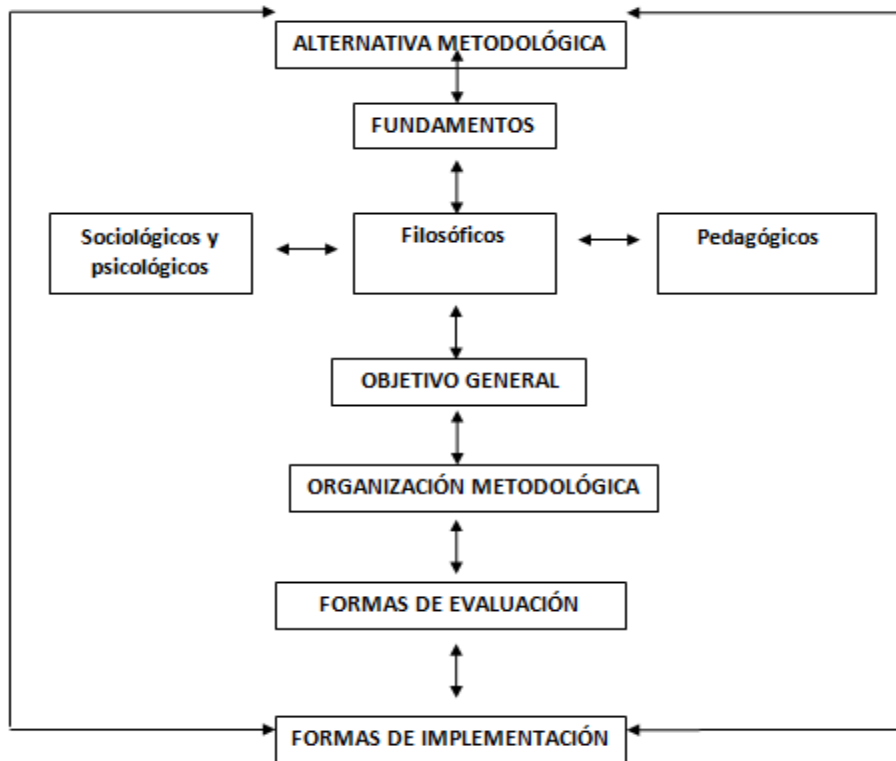 ALTERNATIVA METODOLÓGICA
FUNDAMENTOS
Sociológicos y
psicológicos
Filosóficos
Pedagógicos
OBJETIVO GENERAL
ORGANIZACIÓN METODOLÓGICA
FORMAS DE EVALUACIÓN
FORMAS DE IMPLEMENTACIÓN